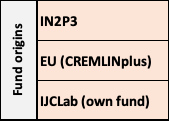 Fund origins
IN2P3
EU (CREMLINplus)
IJCLab (own fund)